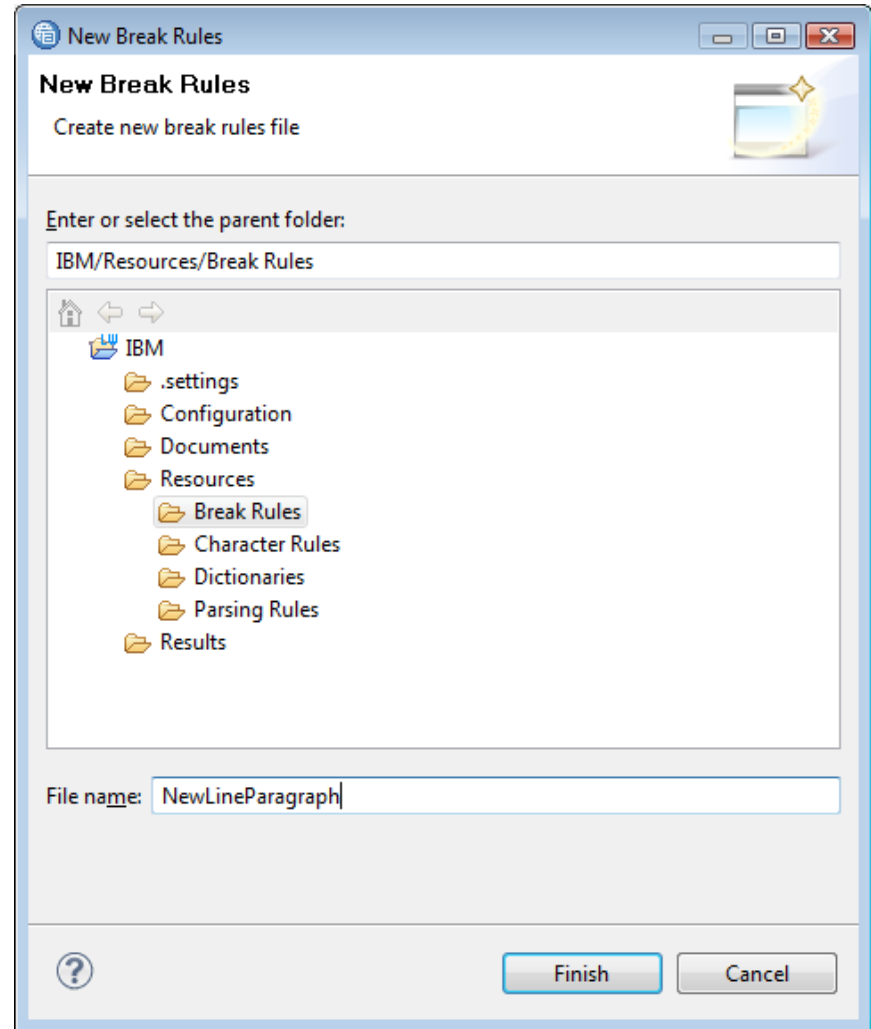 New Break Rules
New Break Rules
Create new break rules file
Enter or select the parent folder:
IBM/Resources/Break Rules
IBM
.settings
Configuration
Documents
Resources
Break Rules
Character Rules
Dictionaries
Parsing Rules
Results
File name: NewLineParagraph
? Finish Cancel